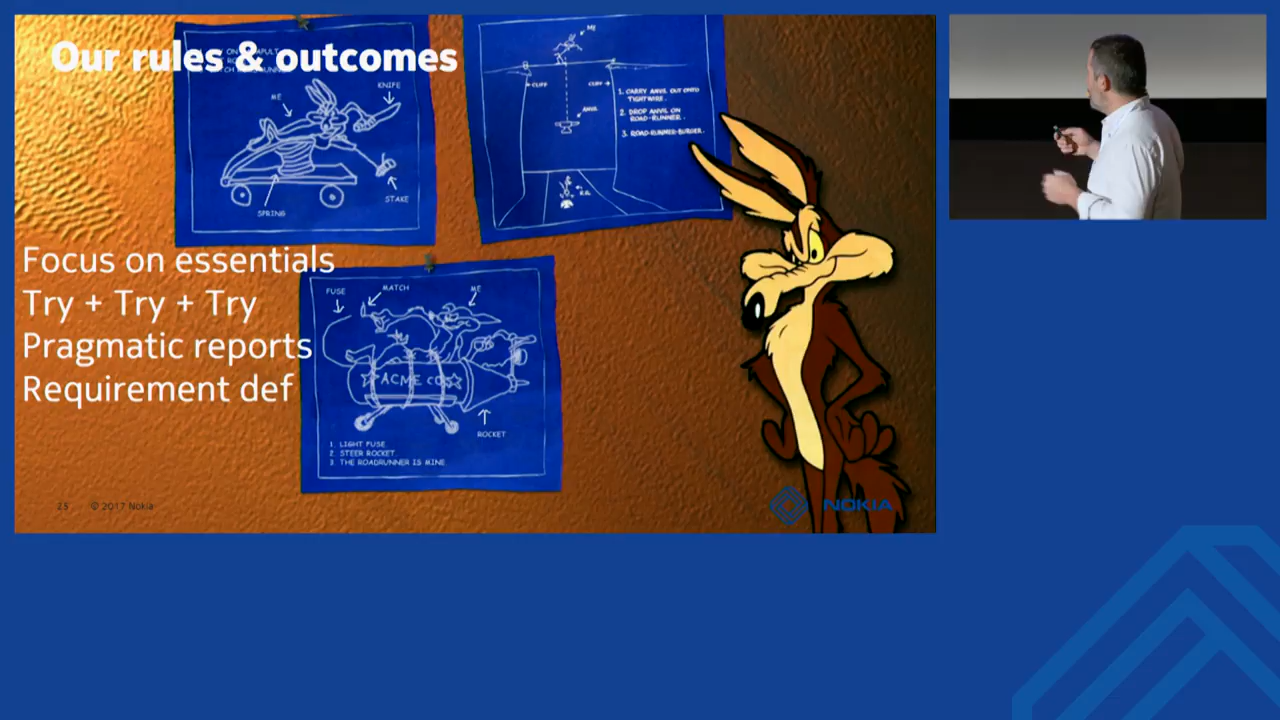 Our rules & outcomes
ME
KNIFE
SPRING
STAKE
ME
CLIFF
CLIFF
ANVIL
1. CARRY ANVIL OUT ONTO
TIGHTWIRE.
2. DROP ANVIL ON
ROAD-RUNNER.
3. ROAD-RUNNER-BURGER.
Focus on essentials
Try + Try + Try
Pragmatic reports
Requirement def
FUSE
MATCH
ME
ACME CO
ROCKET
1. LIGHT FUSE
2. STEER ROCKET.
3. THE ROADRUNNER IS MINE.
25
© 2017 Nokia
NOKIA